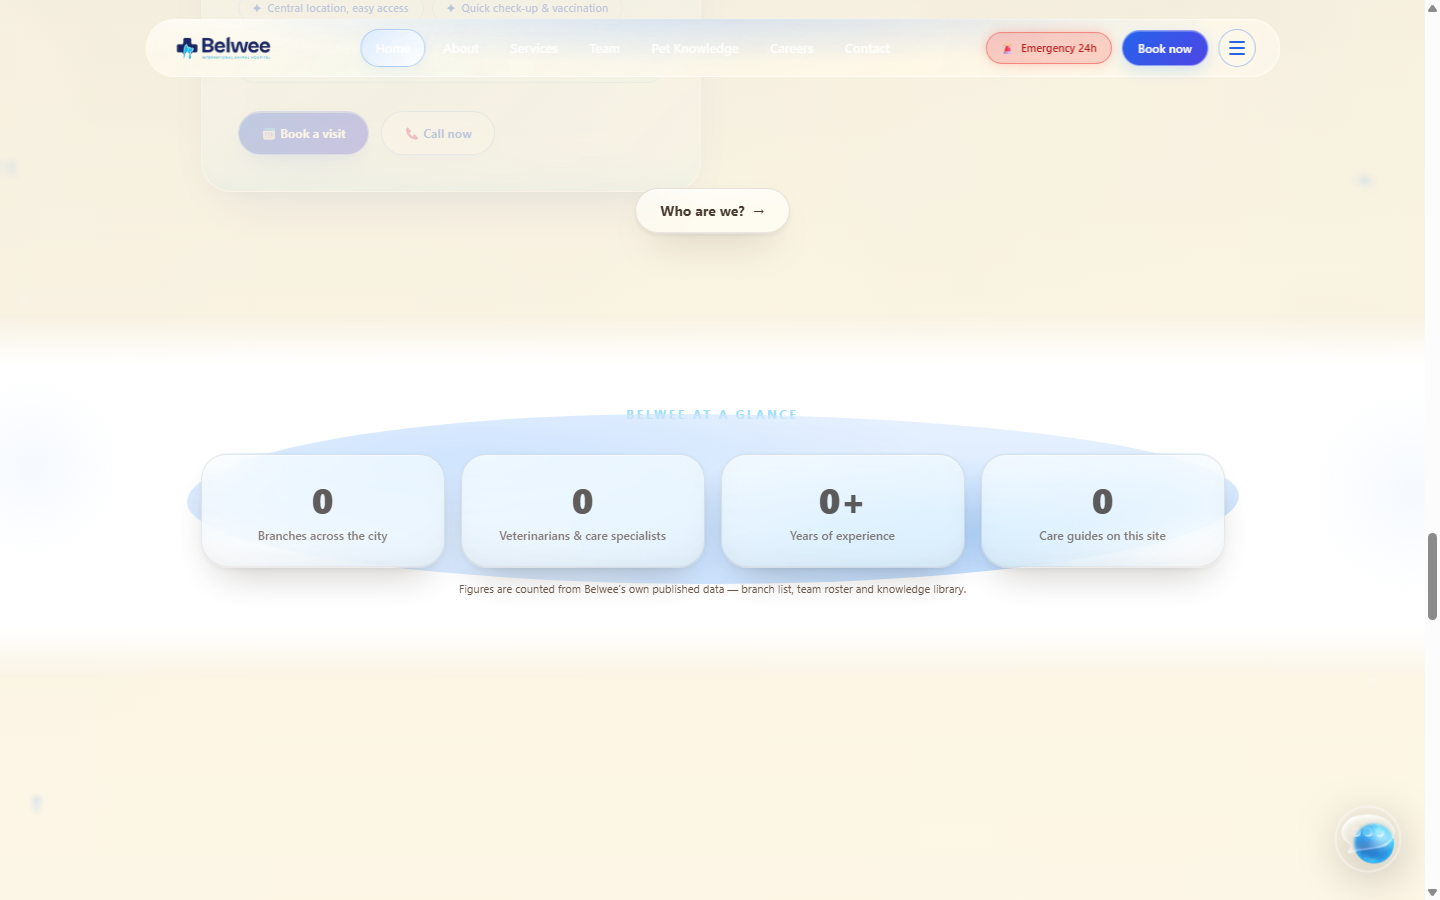 ✦ Central location, easy access ✦ Quick check-up & vaccination
Belwee
INTERNATIONAL ANIMAL HOSPITAL
Home About Services Team Pet Knowledge Careers Contact
Emergency 24h
Book now
Book a visit
Call now
Who are we? →
BELWEE AT A GLANCE
0
Branches across the city
0
Veterinarians & care specialists
0+
Years of experience
0
Care guides on this site
Figures are counted from Belwee's own published data — branch list, team roster and knowledge library.